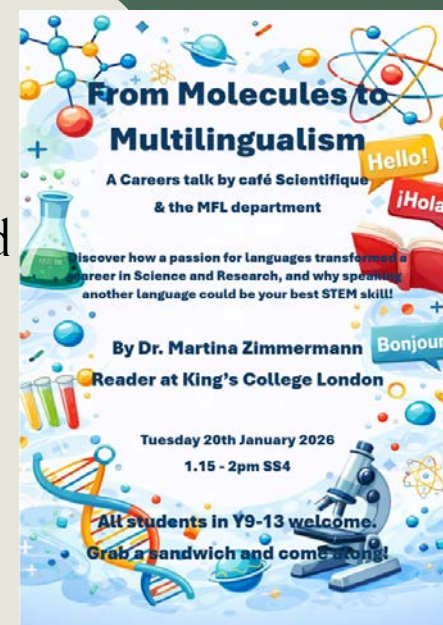 From Molecules to
Multilingualism
A Careers talk by café Scientifique
& the MFL department
Hello!
¡Hola
Discover how a passion for languages transformed a
career in Science and Research, and why speaking
another language could be your best STEM skill!
By Dr. Martina Zimmermann
Bonjour
Reader at King's College London
Tuesday 20th January 2026
1.15 - 2pm SS4
All students in Y9-13 welcome.
Grab a sandwich and come along!